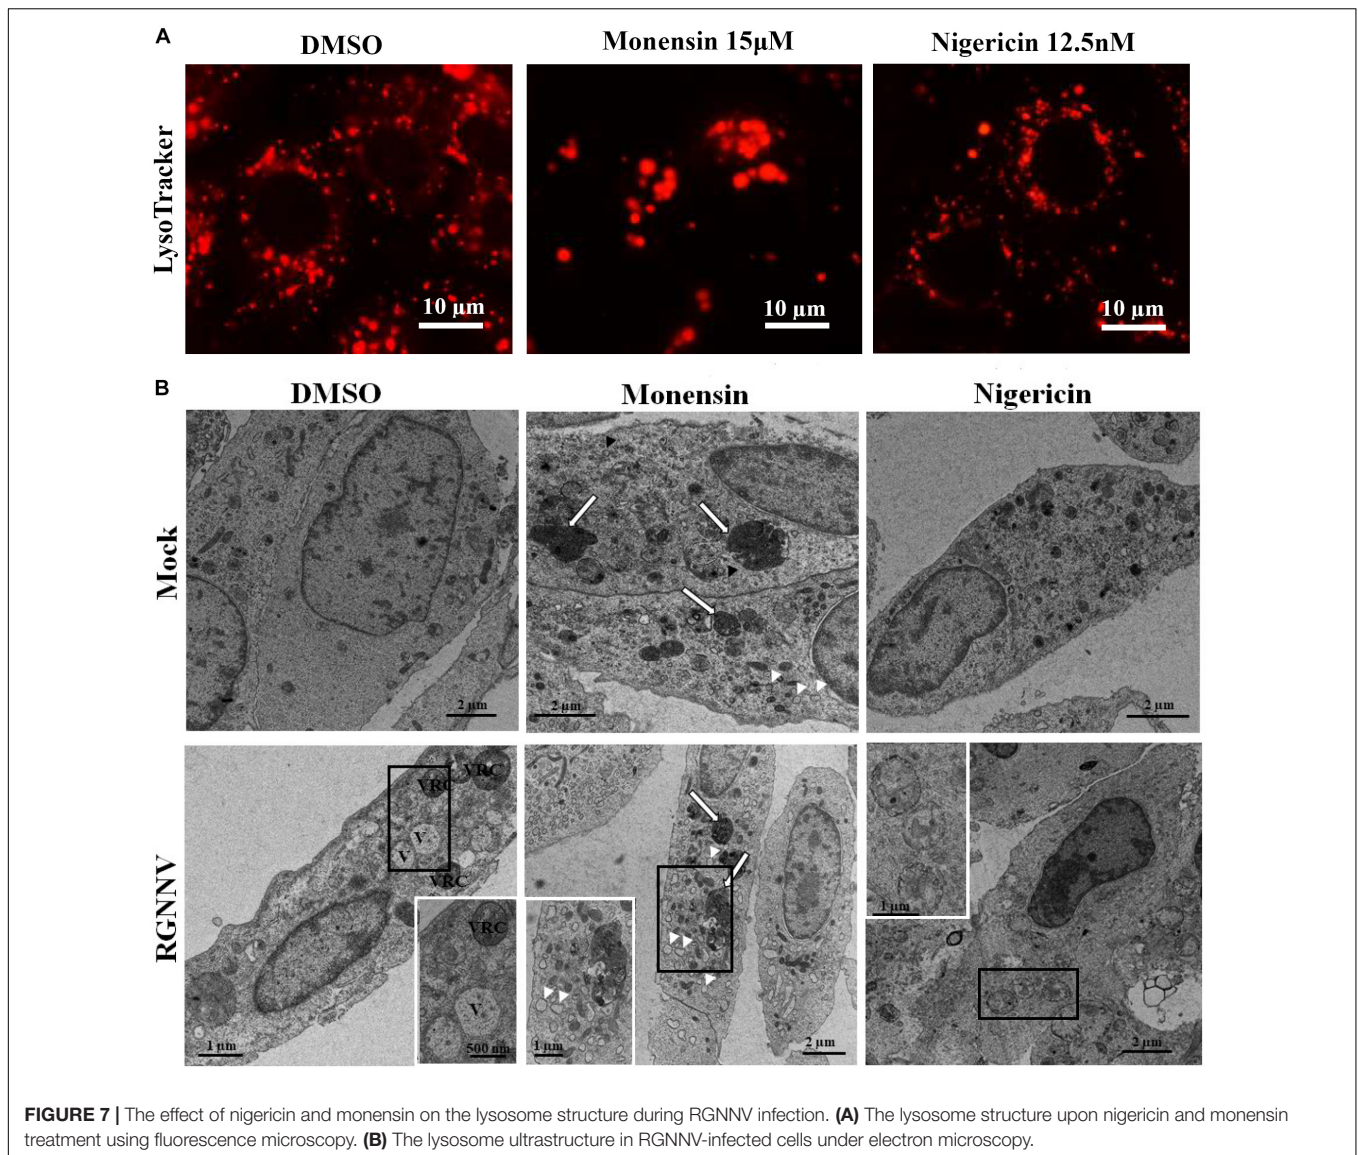 A
DMSO
Monensin 15µM
Nigericin 12.5nM
LysoTracker
10 µm
10 µm
10 µm
B
DMSO
Monensin
Nigericin
Mock
2 µm
2 µm
2 µm
RGNNV
VRC
VRC
V
V
VRC
1 µm
VRC
V
500 nm
1 µm
2 µm
1 µm
2 µm
FIGURE 7 | The effect of nigericin and monensin on the lysosome structure during RGNNV infection. (A) The lysosome structure upon nigericin and monensin
treatment using fluorescence microscopy. (B) The lysosome ultrastructure in RGNNV-infected cells under electron microscopy.